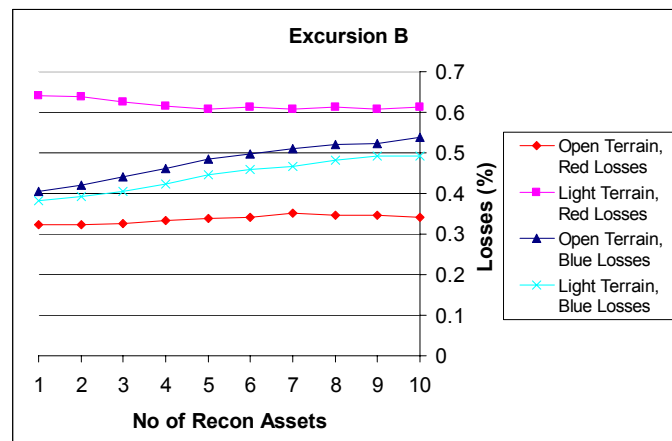 Excursion B
0.7
0.6
0.5
0.4
0.3
0.2
0.1
0
Losses (%)
1 2 3 4 5 6 7 8 9 10
No of Recon Assets
Open Terrain,
Red Losses
Light Terrain,
Red Losses
Open Terrain,
Blue Losses
Light Terrain,
Blue Losses